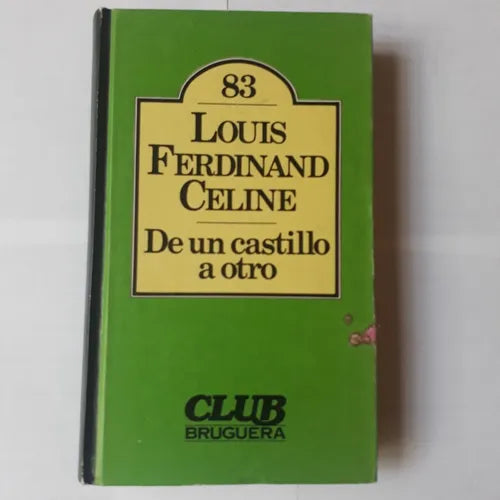 83
LOUIS
FERDINAND
CELINE
De un castillo
a otro
CLUB
BRUGUERA